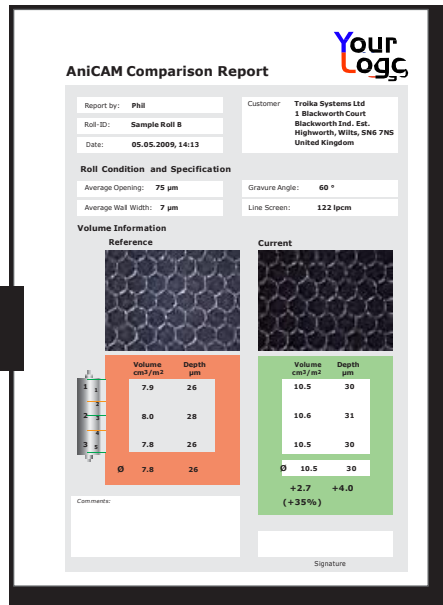 Your
Logo
AniCAM Comparison Report
Report by: Phil
Roll-ID: Sample Roll B
Date: 05.05.2009, 14:13
Customer Troika Systems Ltd
1 Blackworth Court
Blackworth Ind. Est.
Highworth, Wilts, SN6 7NS
United Kingdom
Roll Condition and Specification
Average Opening: 75 µm
Gravure Angle: 60 °
Average Wall Width: 7 µm
Line Screen: 122 lpcm
Volume Information
Reference
Current
Volume Depth
cm3/m2 µm
1 1 7.9 26
2
2 3 8.0 28
4
3 5 7.8 26
Ø 7.8 26
Volume Depth
cm3/m2 µm
10.5 30
10.6 31
10.5 30
Ø 10.5 30
+2.7 +4.0
(+35%)
Comments:
Signature